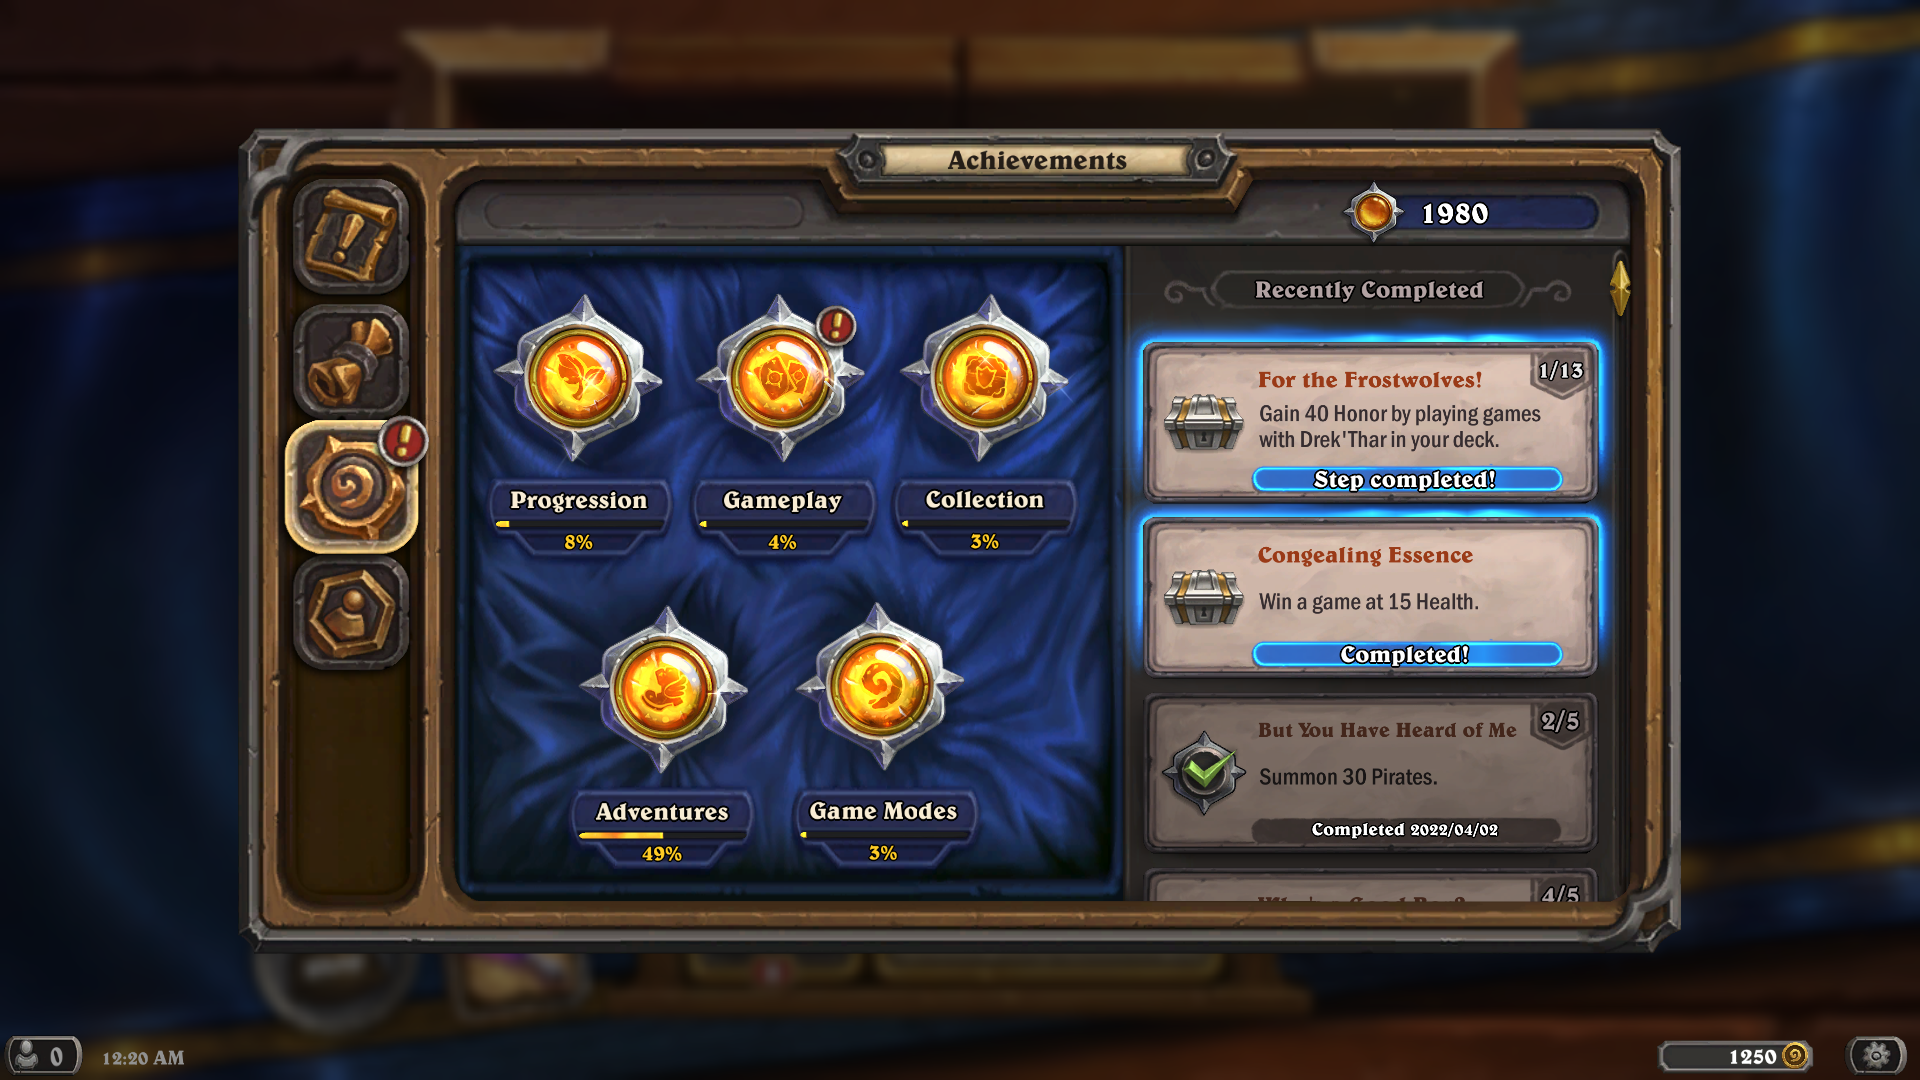 Achievements
1980
Recently Completed
Progression
8%
Gameplay
4%
Collection
3%
Adventures
49%
Game Modes
3%
For the Frostwolves!
1/13
Gain 40 Honor by playing games
with Drek'Thar in your deck.
Step completed!
Congealing Essence
Win a game at 15 Health.
Completed!
But You Have Heard of Me
2/5
Summon 30 Pirates.
Completed 2022/04/02
4/5
0
12:20 AM
1250